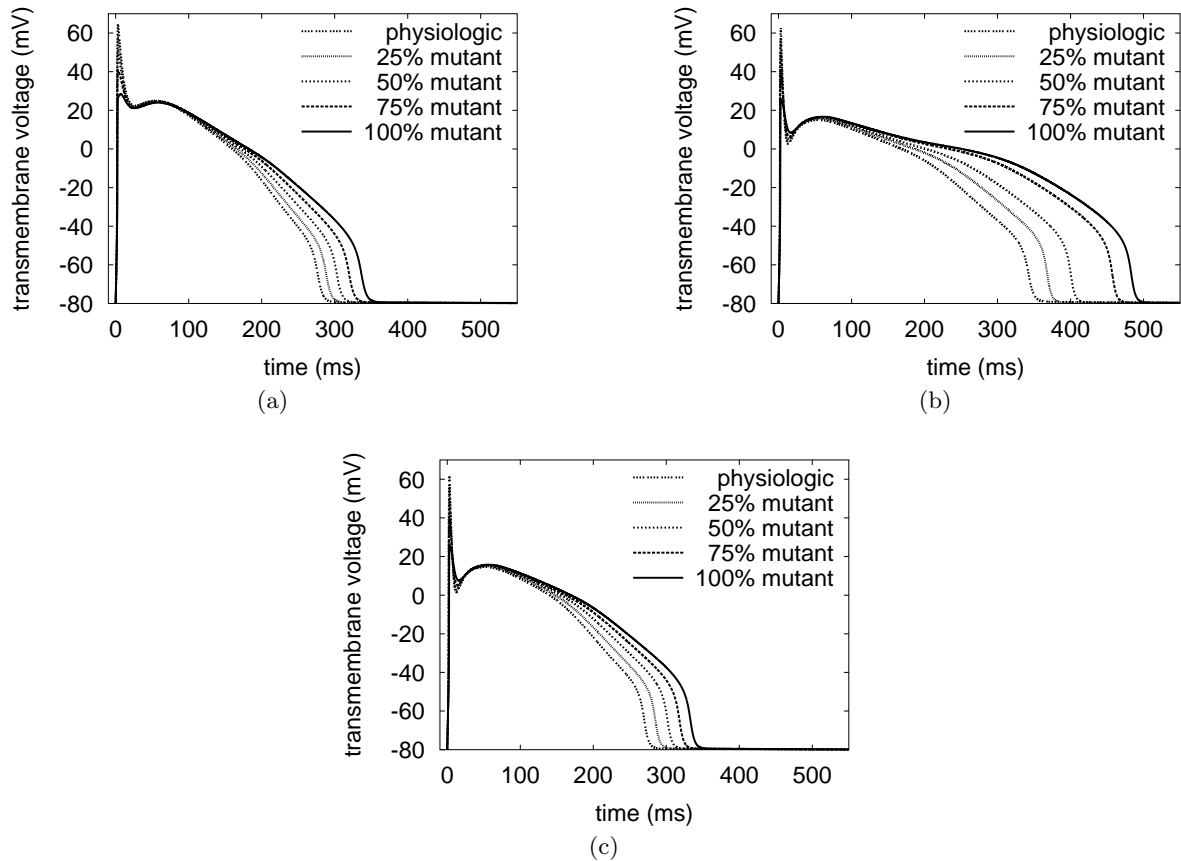 transmembrane voltage (mV)
60
40
20
0
-20
-40
-60
-80
physiologic
25% mutant
50% mutant
75% mutant
100% mutant
0 100 200 300 400 500
time (ms)
(a)
transmembrane voltage (mV)
60
40
20
0
-20
-40
-60
-80
physiologic
25% mutant
50% mutant
75% mutant
100% mutant
0 100 200 300 400 500
time (ms)
(b)
transmembrane voltage (mV)
60
40
20
0
-20
-40
-60
-80
physiologic
25% mutant
50% mutant
75% mutant
100% mutant
0 100 200 300 400 500
time (ms)
(c)